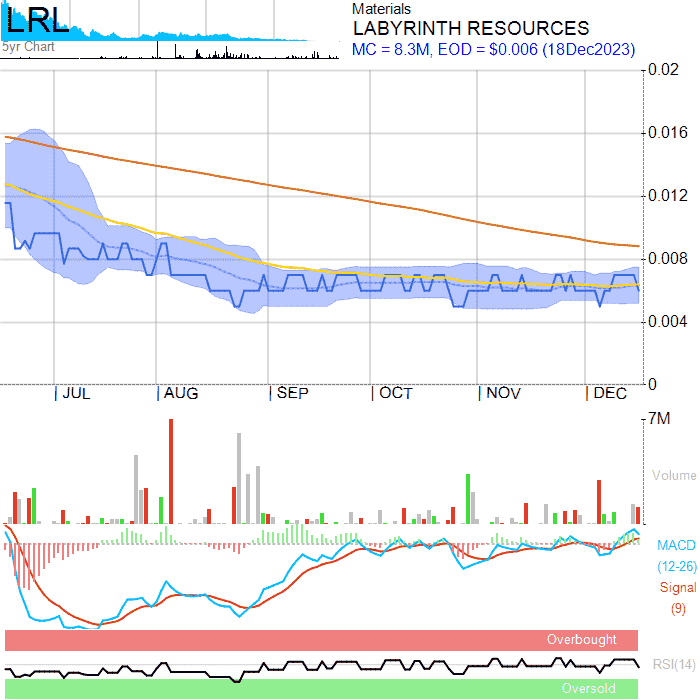 LRL
5yr Chart
Materials
LABYRINTH RESOURCES
MC = 8.3M, EOD = $0.006 (18Dec2023)
0.02
0.016
0.012
0.008
0.004
0
JUL AUG SEP OCT NOV DEC
7M
Volume
MACD
(12-26)
Signal
(9)
Overbought
RSI(14)
Oversold